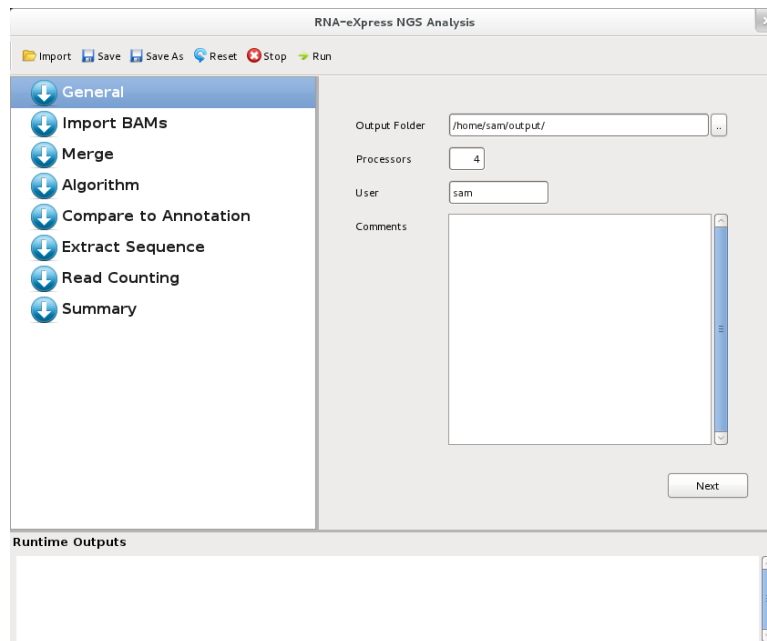 RNA-eXpress NGS Analysis
Import Save Save As Reset Stop Run
General
Import BAMs
Merge
Algorithm
Compare to Annotation
Extract Sequence
Read Counting
Summary
Output Folder /home/sam/output/ ..
Processors 4
User sam
Comments
Next
Runtime Outputs